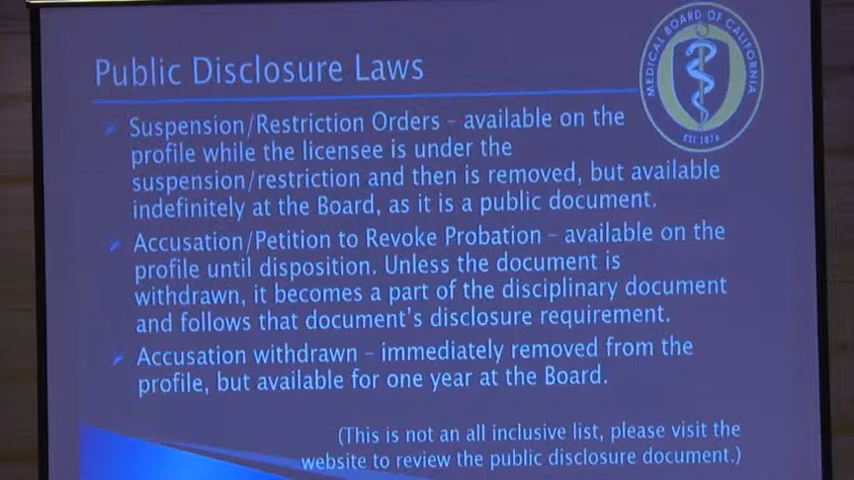 Public Disclosure Laws
MEDICAL BOARD OF CALIFORNIA
EST 1876
Suspension/Restriction Orders – available on the
profile while the licensee is under the
suspension/restriction and then is removed, but available
indefinitely at the Board, as it is a public document.
Accusation/Petition to Revoke Probation – available on the
profile until disposition. Unless the document is
withdrawn, it becomes a part of the disciplinary document
and follows that document's disclosure requirement.
Accusation withdrawn – immediately removed from the
profile, but available for one year at the Board.
(This is not an all inclusive list, please visit the
website to review the public disclosure document.)